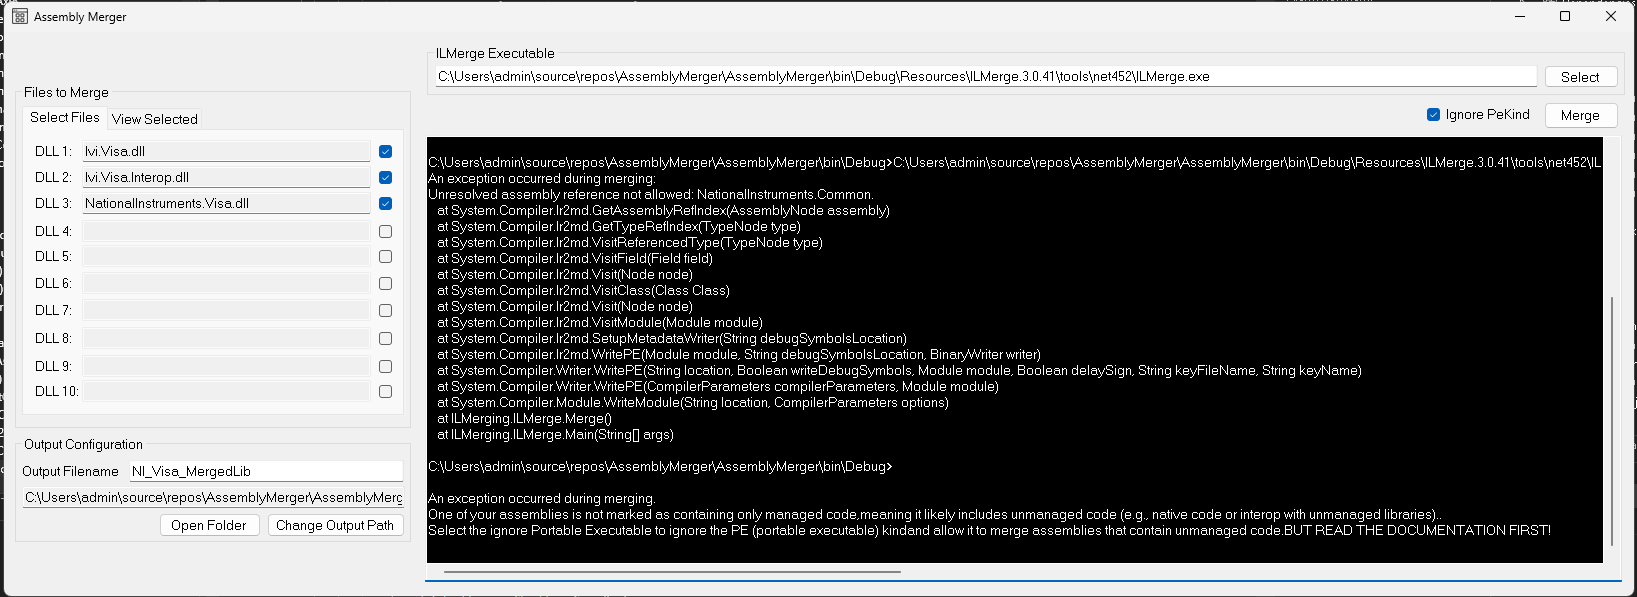 Assembly Merger
ILMerge Executable
C:\Users\admin\source\repos\AssemblyMerger\AssemblyMerger\bin\Debug\Resources\ILMerge.3.0.41\tools\net452\ILMerge.exe
Select
Ignore PeKind
Merge
Files to Merge
Select Files
View Selected
DLL 1: Ivi.Visa.dll
DLL 2: Ivi.Visa.Interop.dll
DLL 3: NationalInstruments.Visa.dll
DLL 4:
DLL 5:
DLL 6:
DLL 7:
DLL 8:
DLL 9:
DLL 10:
Output Configuration
Output Filename NI_Visa_MergedLib
C:\Users\admin\source\repos\AssemblyMerger\AssemblyMerg
Open Folder
Change Output Path
C:\Users\admin\source\repos\AssemblyMerger\AssemblyMerger\bin\Debug>C:\Users\admin\source\repos\AssemblyMerger\AssemblyMerger\bin\Debug\Resources\ILMerge.3.0.41\tools\net452\IL
An exception occurred during merging:
Unresolved assembly reference not allowed: NationalInstruments.Common.
at System.Compiler.Ir2md.GetAssemblyRefIndex(AssemblyNode assembly)
at System.Compiler.Ir2md.GetTypeRefIndex(TypeNode type)
at System.Compiler.Ir2md.VisitReferencedType(TypeNode type)
at System.Compiler.Ir2md.VisitField(Field field)
at System.Compiler.Ir2md.Visit(Node node)
at System.Compiler.Ir2md.VisitClass(Class Class)
at System.Compiler.Ir2md.Visit(Node node)
at System.Compiler.Ir2md.VisitModule(Module module)
at System.Compiler.Ir2md.SetupMetadataWriter(String debugSymbolsLocation)
at System.Compiler.Ir2md.WritePE(Module module, String debugSymbolsLocation, BinaryWriter writer)
at System.Compiler.Writer.WritePE(String location, Boolean writeDebugSymbols, Module module, Boolean delaySign, String keyFileName, String keyName)
at System.Compiler.Writer.WritePE(CompilerParameters compilerParameters, Module module)
at System.Compiler.Module.WriteModule(String location, CompilerParameters options)
at ILMerging.ILMerge.Merge()
at ILMerging.ILMerge.Main(String[] args)
C:\Users\admin\source\repos\AssemblyMerger\AssemblyMerger\bin\Debug>
An exception occurred during merging.
One of your assemblies is not marked as containing only managed code,meaning it likely includes unmanaged code (e.g., native code or interop with unmanaged libraries)..
Select the ignore Portable Executable to ignore the PE (portable executable) kindand allow it to merge assemblies that contain unmanaged code.BUT READ THE DOCUMENTATION FIRST!